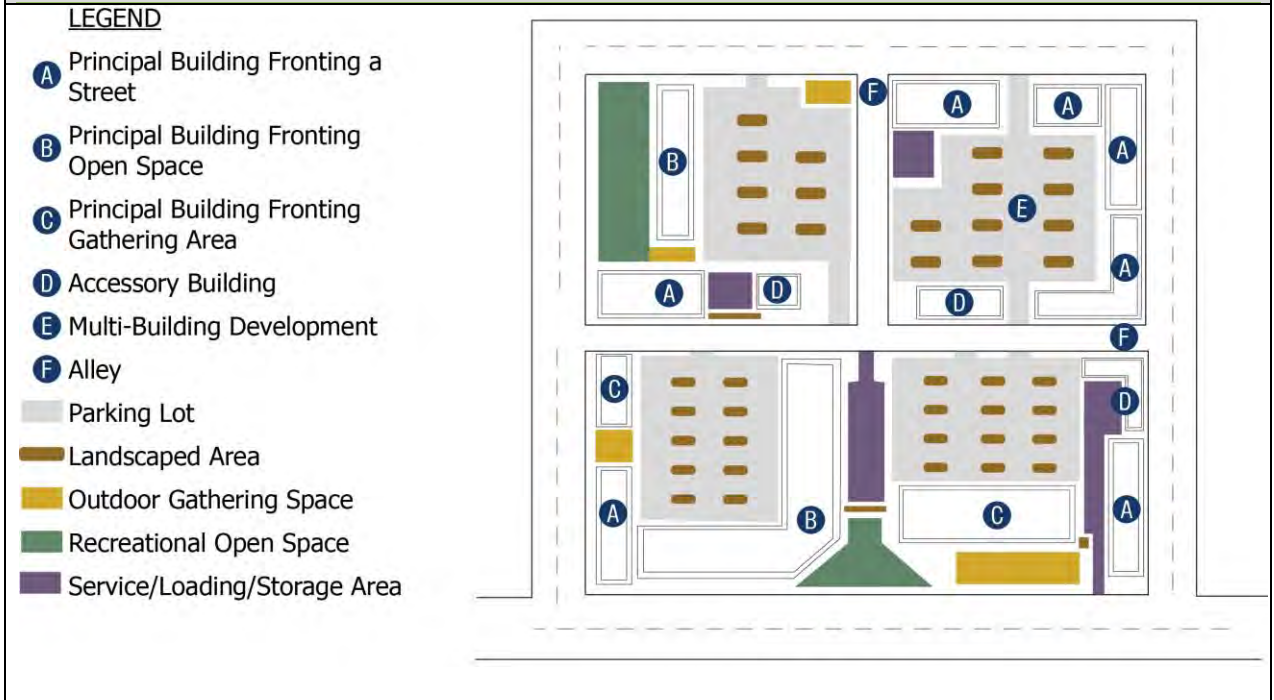 LEGEND
A Principal Building Fronting a
Street
B Principal Building Fronting
Open Space
C Principal Building Fronting
Gathering Area
D Accessory Building
E Multi-Building Development
F Alley
Parking Lot
Landscaped Area
Outdoor Gathering Space
Recreational Open Space
Service/Loading/Storage Area
F
A
A
B
A
E
A
A
D
D
F
C
D
A
B
C
A